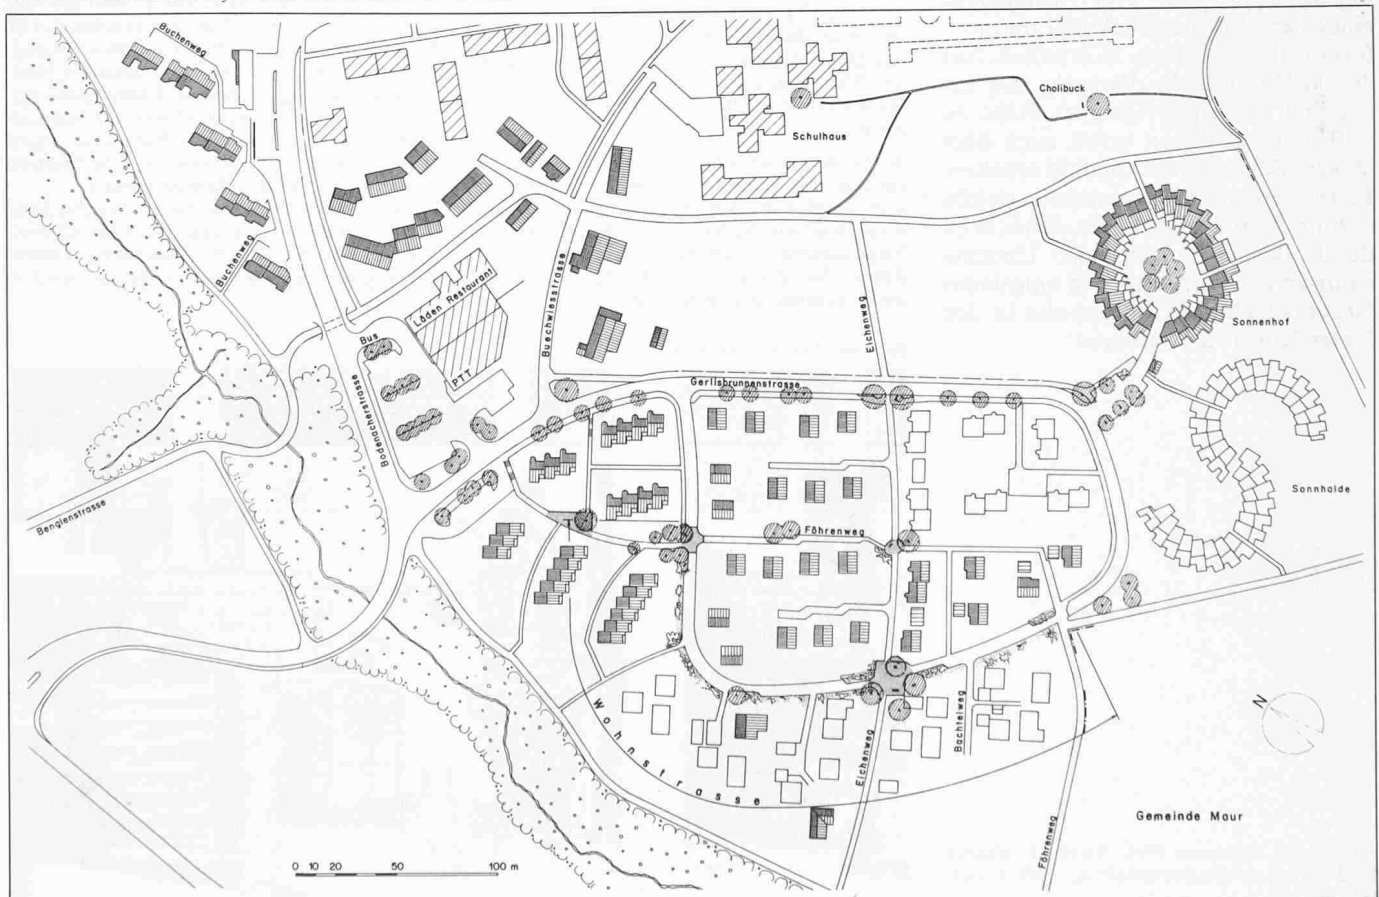 Buchenweg
Cholibuck
Schulhaus
Buchenweg
Läden Restaurant
Buechwiesstrasse
Eichenweg
Sonnenhof
Bus
PTT
Bodenacherstrasse
Gerlisbrunnenstrasse
Sonnhalde
Benglenstrasse
Föhrenweg
N
Wohnstrasse
Eichenweg
Bachtelweg
Gemeinde Maur
Föhrenweg
0 10 20 50 100 m